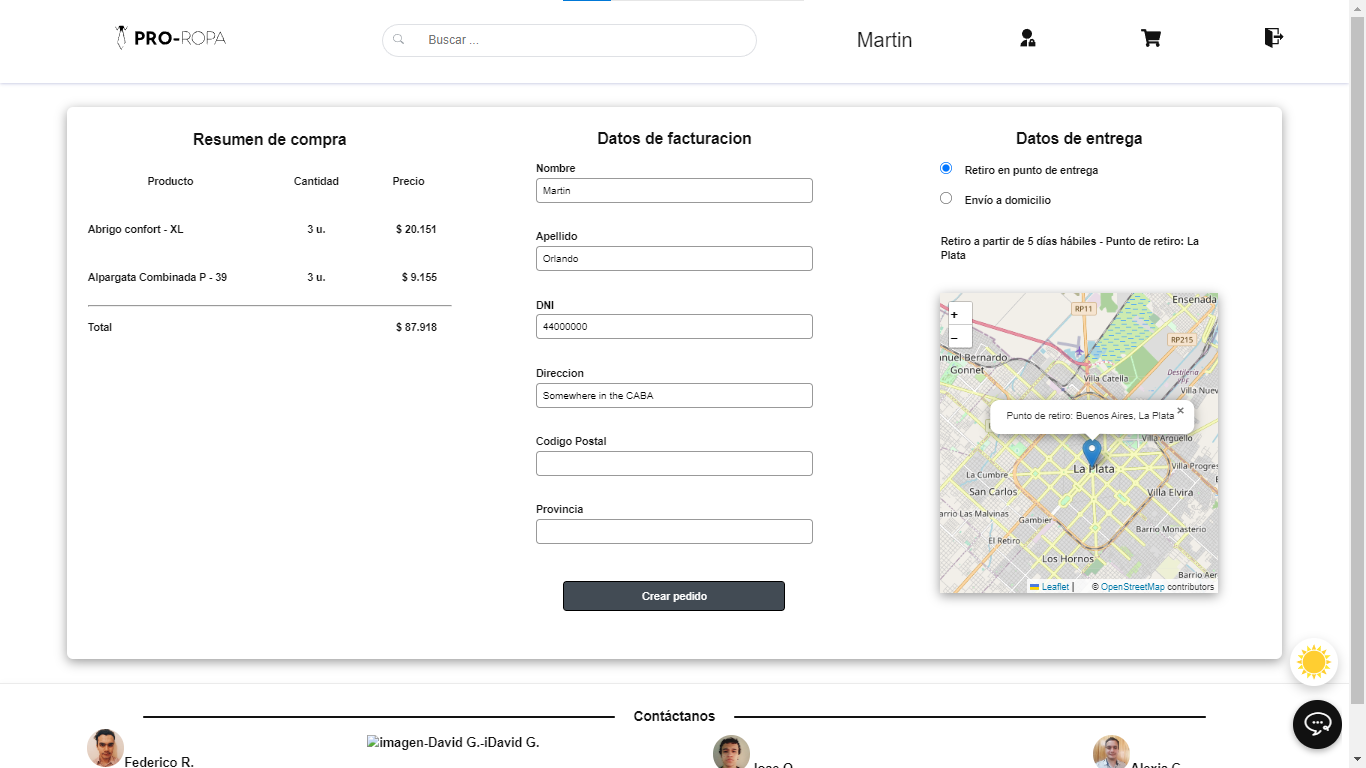 PRO-ROPA
Buscar ...
Martin
Resumen de compra
Producto Cantidad Precio
Abrigo confort - XL 3 u. $ 20.151
Alpargata Combinada P - 39 3 u. $ 9.155
Total $ 87.918
Datos de facturacion
Nombre
Martin
Apellido
Orlando
DNI
44000000
Direccion
Somewhere in the CABA
Codigo Postal
Provincia
Crear pedido
Datos de entrega
Retiro en punto de entrega
Envío a domicilio
Retiro a partir de 5 días hábiles - Punto de retiro: La
Plata
+
−
Ensenada
RP11
RP215
anuel Bernardo
Gonnet
Villa Catella
Destilería
YPF
Villa Nuev
Punto de retiro: Buenos Aires, La Plata ×
Villa Arguello
La Plata
Villa Progres
La Cumbre
San Carlos
Villa Elvira
arrio Las Malvinas
Gambier
Barrio Monasterio
El Retiro
Los Hornos
Barrio Aer
Leaflet | © OpenStreetMap contributors
Contáctanos
Federico R.
imagen-David G.-iDavid G.